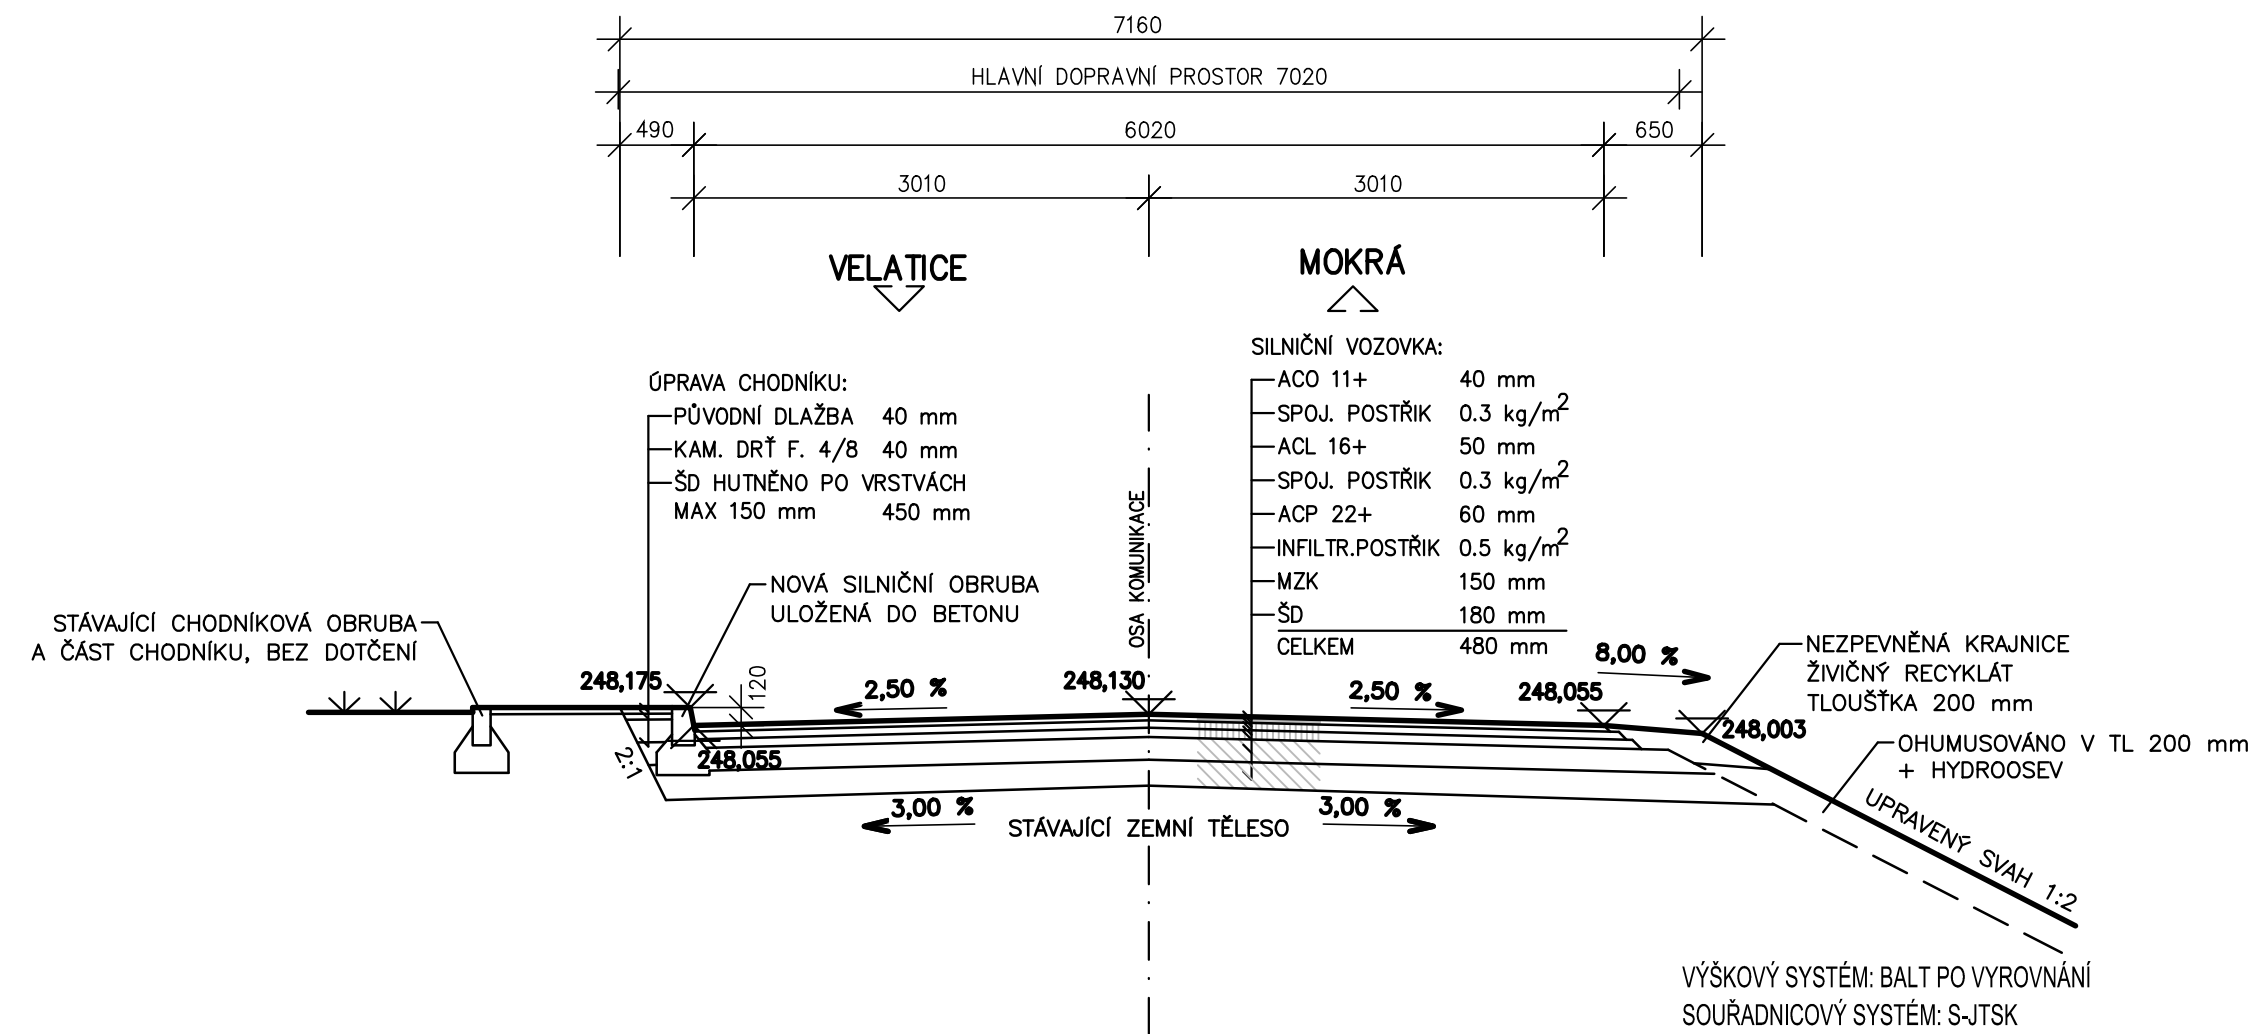 7160
HLAVNÍ DOPRAVNÍ PROSTOR 7020
490
6020
650
3010
3010
VELATICE
MOKRÁ
ÚPRAVA CHODNÍKU:
PŮVODNÍ DLAŽBA 40 mm
KAM. DRŤ F. 4/8 40 mm
ŠD HUTNĚNO PO VRSTVÁCH
MAX 150 mm 450 mm
SILNIČNÍ VOZOVKA:
ACO 11+ 40 mm
SPOJ. POSTŘIK 0.3 kg/m²
ACL 16+ 50 mm
SPOJ. POSTŘIK 0.3 kg/m²
ACP 22+ 60 mm
INFILTR.POSTŘIK 0.5 kg/m²
MZK 150 mm
ŠD 180 mm
CELKEM 480 mm
OSA KOMUNIKACE
NOVÁ SILNIČNÍ OBRUBA
ULOŽENÁ DO BETONU
STÁVAJÍCÍ CHODNÍKOVÁ OBRUBA
A ČÁST CHODNÍKU, BEZ DOTČENÍ
248,175
120
2,50 %
248,130
2,50 %
248,055
8,00 %
NEZPEVNĚNÁ KRAJNICE
ŽIVIČNÝ RECYKLÁT
TLOUŠŤKA 200 mm
248,003
2:1
248,055
OHUMUSOVÁNO V TL 200 mm
+ HYDROOSEV
3,00 %
STÁVAJÍCÍ ZEMNÍ TĚLESO
3,00 %
UPRAVENÝ SVAH 1:2
VÝŠKOVÝ SYSTÉM: BALT PO VYROVNÁNÍ
SOUŘADNICOVÝ SYSTÉM: S-JTSK